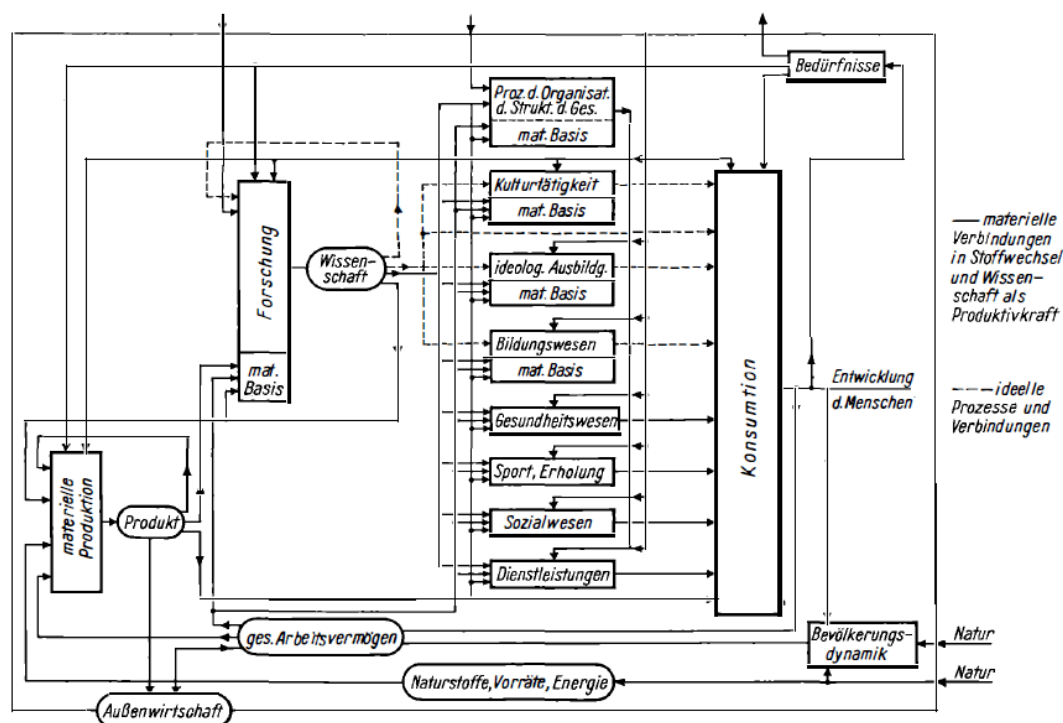 Bedürfnisse
Proz. d. Organisat.
d. Strukt. d. Ges.
mat. Basis
Kulturtätigkeit
mat. Basis
Forschung
mat.
Basis
Wissen-
schaft
ideolog. Ausbildg.
mat. Basis
Bildungswesen
mat. Basis
Gesundheitswesen
Sport, Erholung
Sozialwesen
Dienstleistungen
Konsumtion
— materielle
Verbindungen
in Stoffwechsel
und Wissen-
schaft als
Produktivkraft
Entwicklung
d. Menschen
--- ideelle
Prozesse und
Verbindungen
materielle
Produktion
Produkt
ges. Arbeitsvermögen
Bevölkerungs-
dynamik
Natur
Naturstoffe, Vorräte, Energie
Natur
Außenwirtschaft